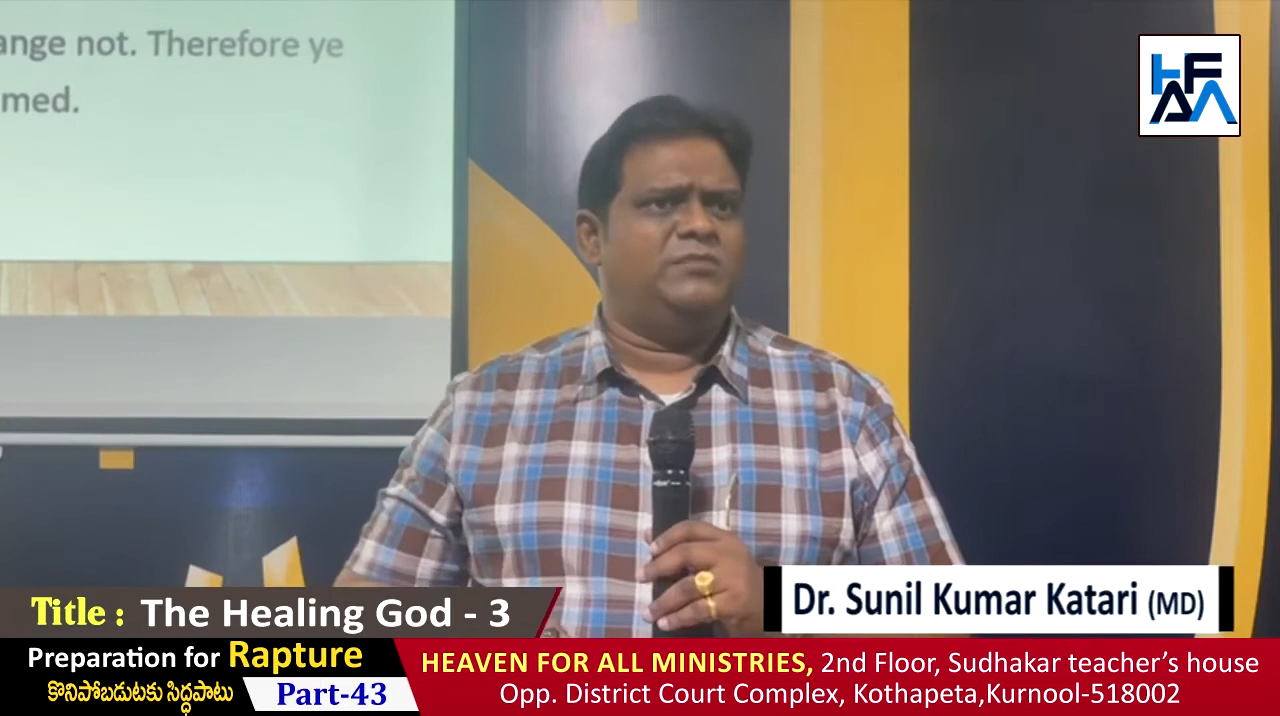 ange not. Therefore ye
med.
HF
AM
Dr. Sunil Kumar Katari (MD)
Title : The Healing God - 3
Preparation for Rapture
కొనిపోబడుటకు సిద్ధపాటు
Part-43
HEAVEN FOR ALL MINISTRIES, 2nd Floor, Sudhakar teacher’s house
Opp. District Court Complex, Kothapeta,Kurnool-518002